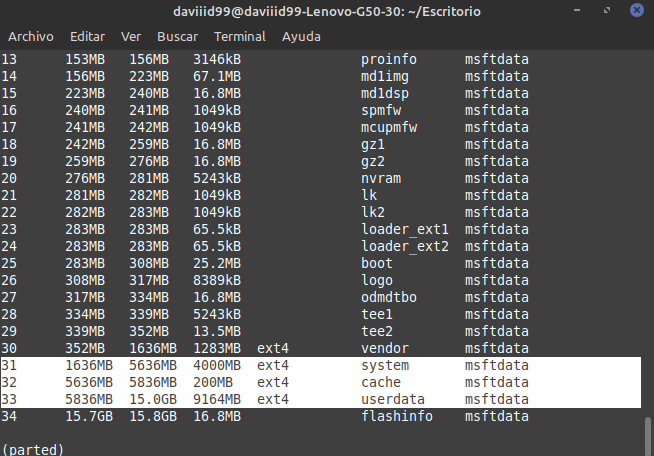 daviiid99@daviiid99-Lenovo-G50-30: ~/Escritorio
Archivo Editar Ver Buscar Terminal Ayuda
13 153MB 156MB 3146kB proinfo msftdata
14 156MB 223MB 67.1MB md1img msftdata
15 223MB 240MB 16.8MB md1dsp msftdata
16 240MB 241MB 1049kB spmfw msftdata
17 241MB 242MB 1049kB mcupmfw msftdata
18 242MB 259MB 16.8MB gz1 msftdata
19 259MB 276MB 16.8MB gz2 msftdata
20 276MB 281MB 5243kB nvram msftdata
21 281MB 282MB 1049kB lk msftdata
22 282MB 283MB 1049kB lk2 msftdata
23 283MB 283MB 65.5kB loader_ext1 msftdata
24 283MB 283MB 65.5kB loader_ext2 msftdata
25 283MB 308MB 25.2MB boot msftdata
26 308MB 317MB 8389kB logo msftdata
27 317MB 334MB 16.8MB odmdtbo msftdata
28 334MB 339MB 5243kB tee1 msftdata
29 339MB 352MB 13.5MB tee2 msftdata
30 352MB 1636MB 1283MB ext4 vendor msftdata
31 1636MB 5636MB 4000MB ext4 system msftdata
32 5636MB 5836MB 200MB ext4 cache msftdata
33 5836MB 15.0GB 9164MB ext4 userdata msftdata
34 15.7GB 15.8GB 16.8MB flashinfo msftdata
(parted)